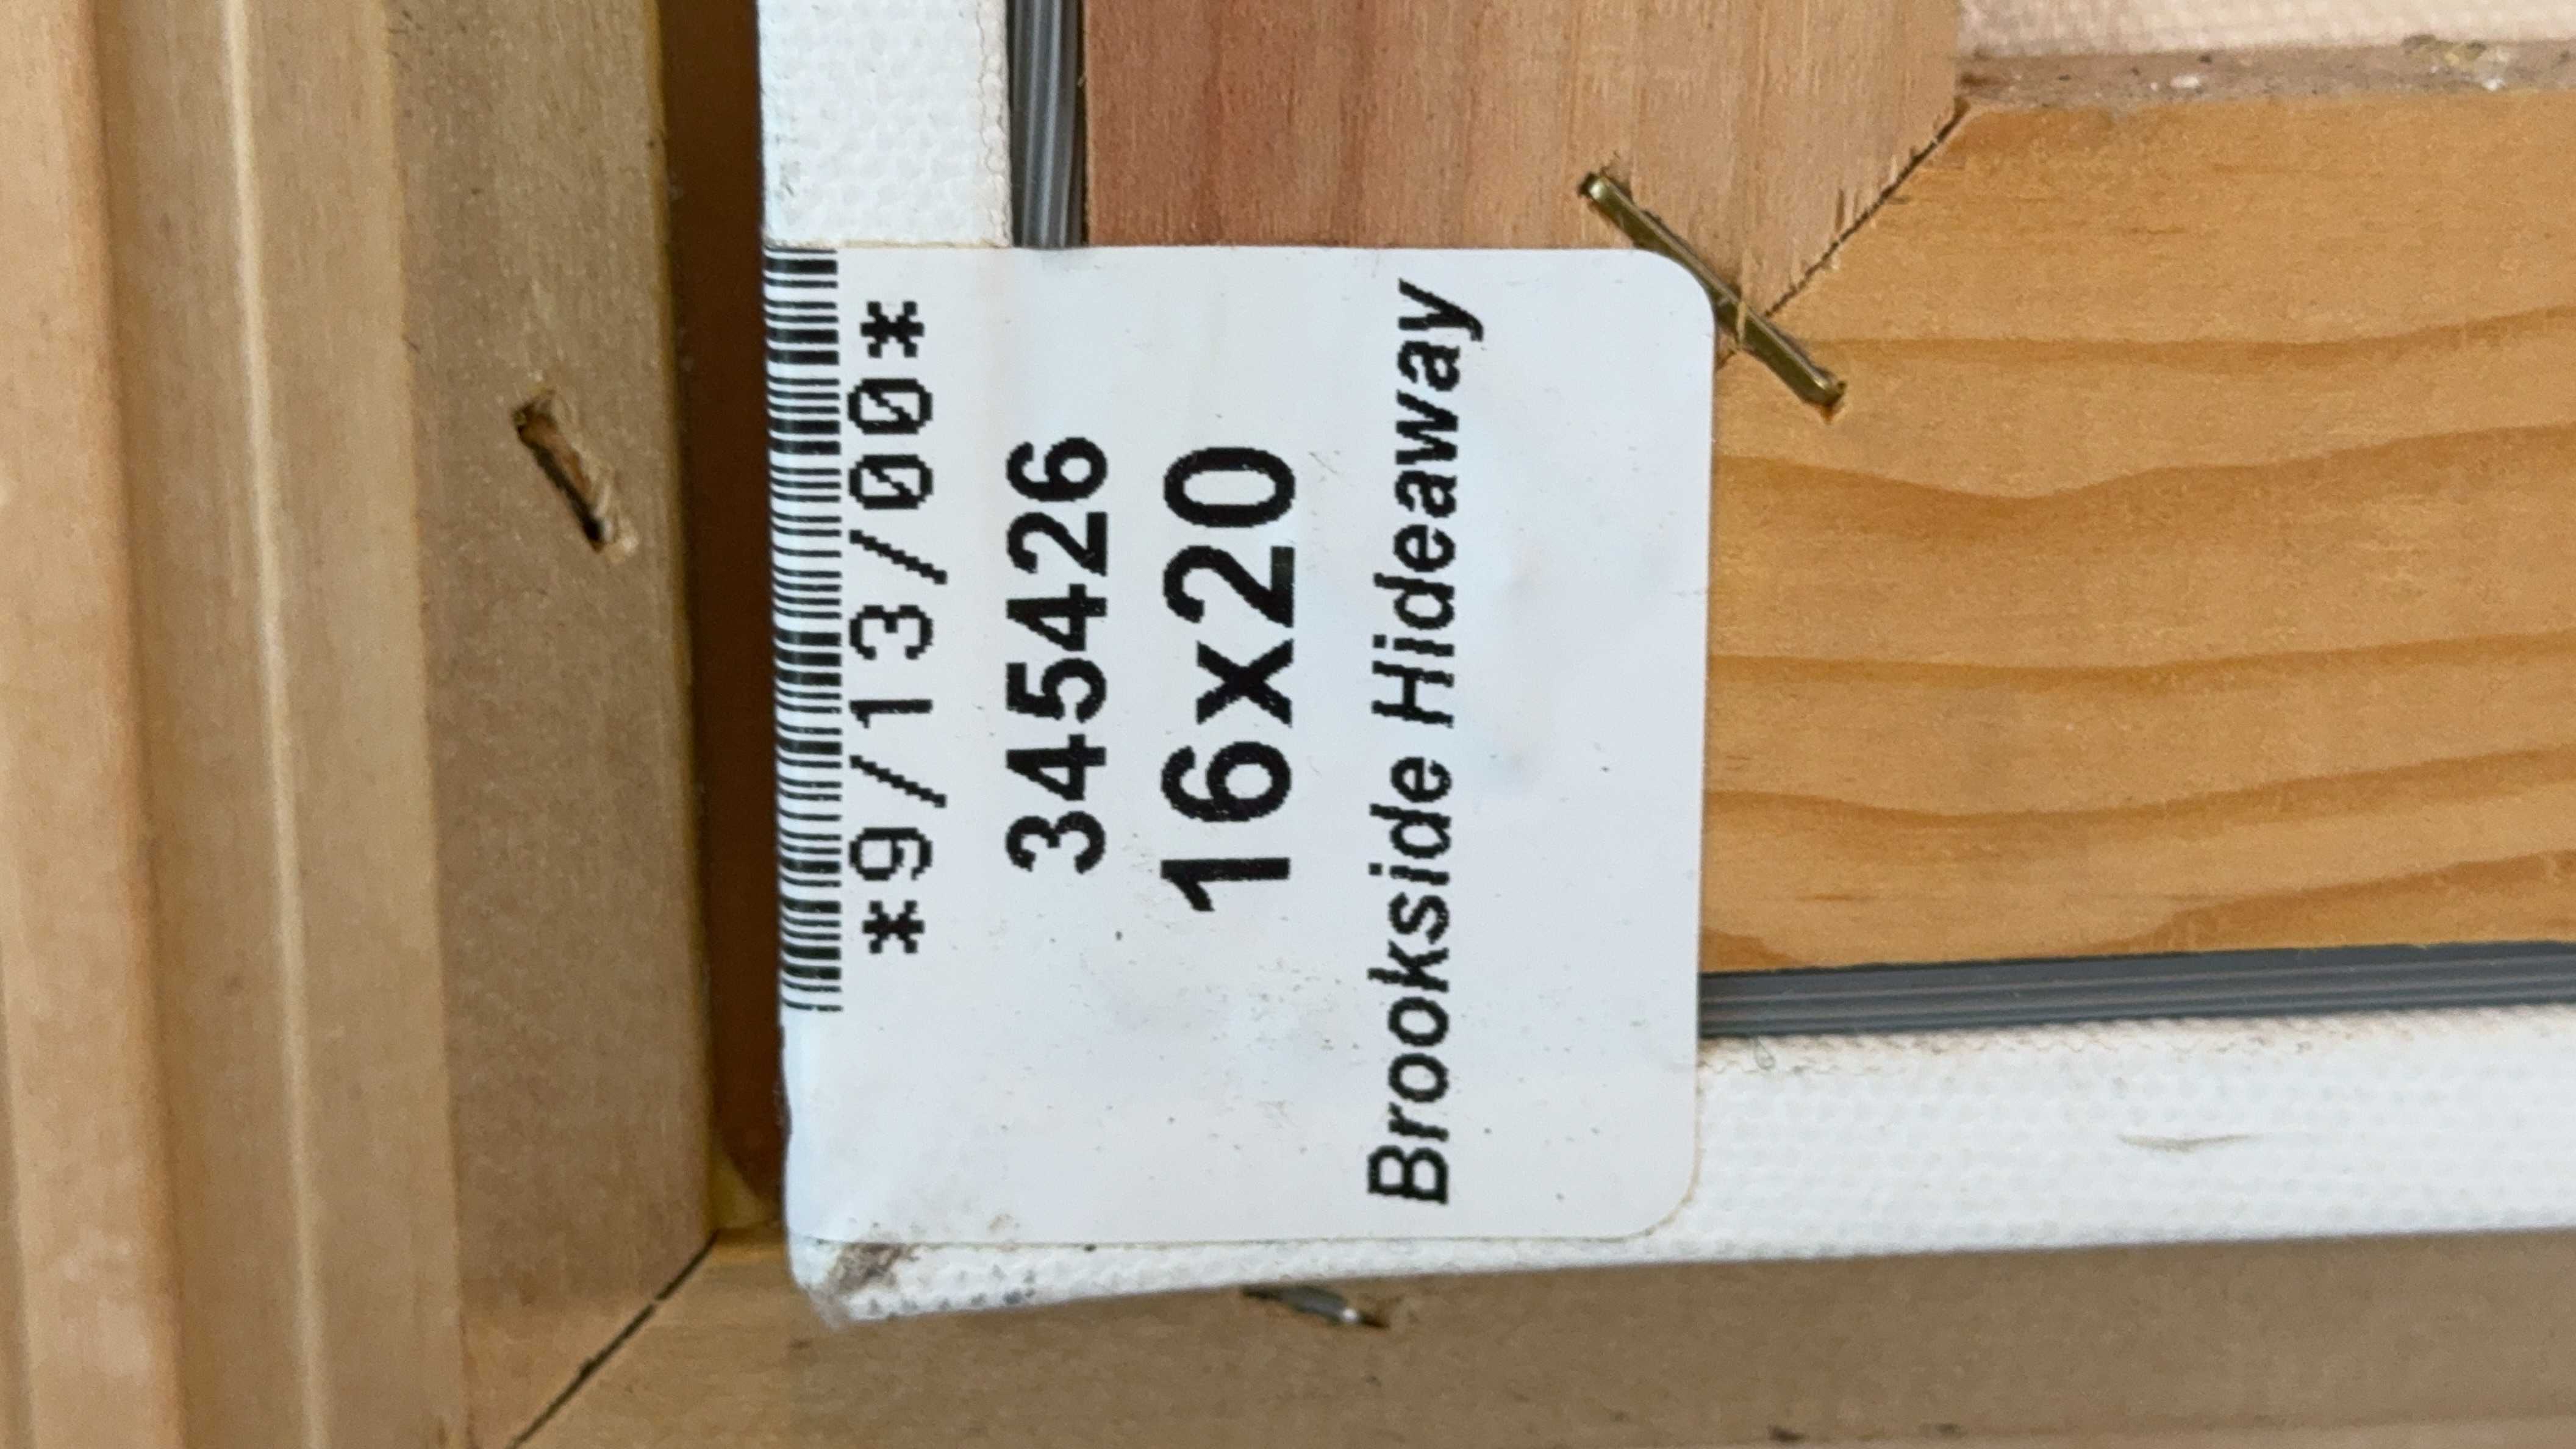 *9/13/00*
345426
16x20
Brookside Hideaway